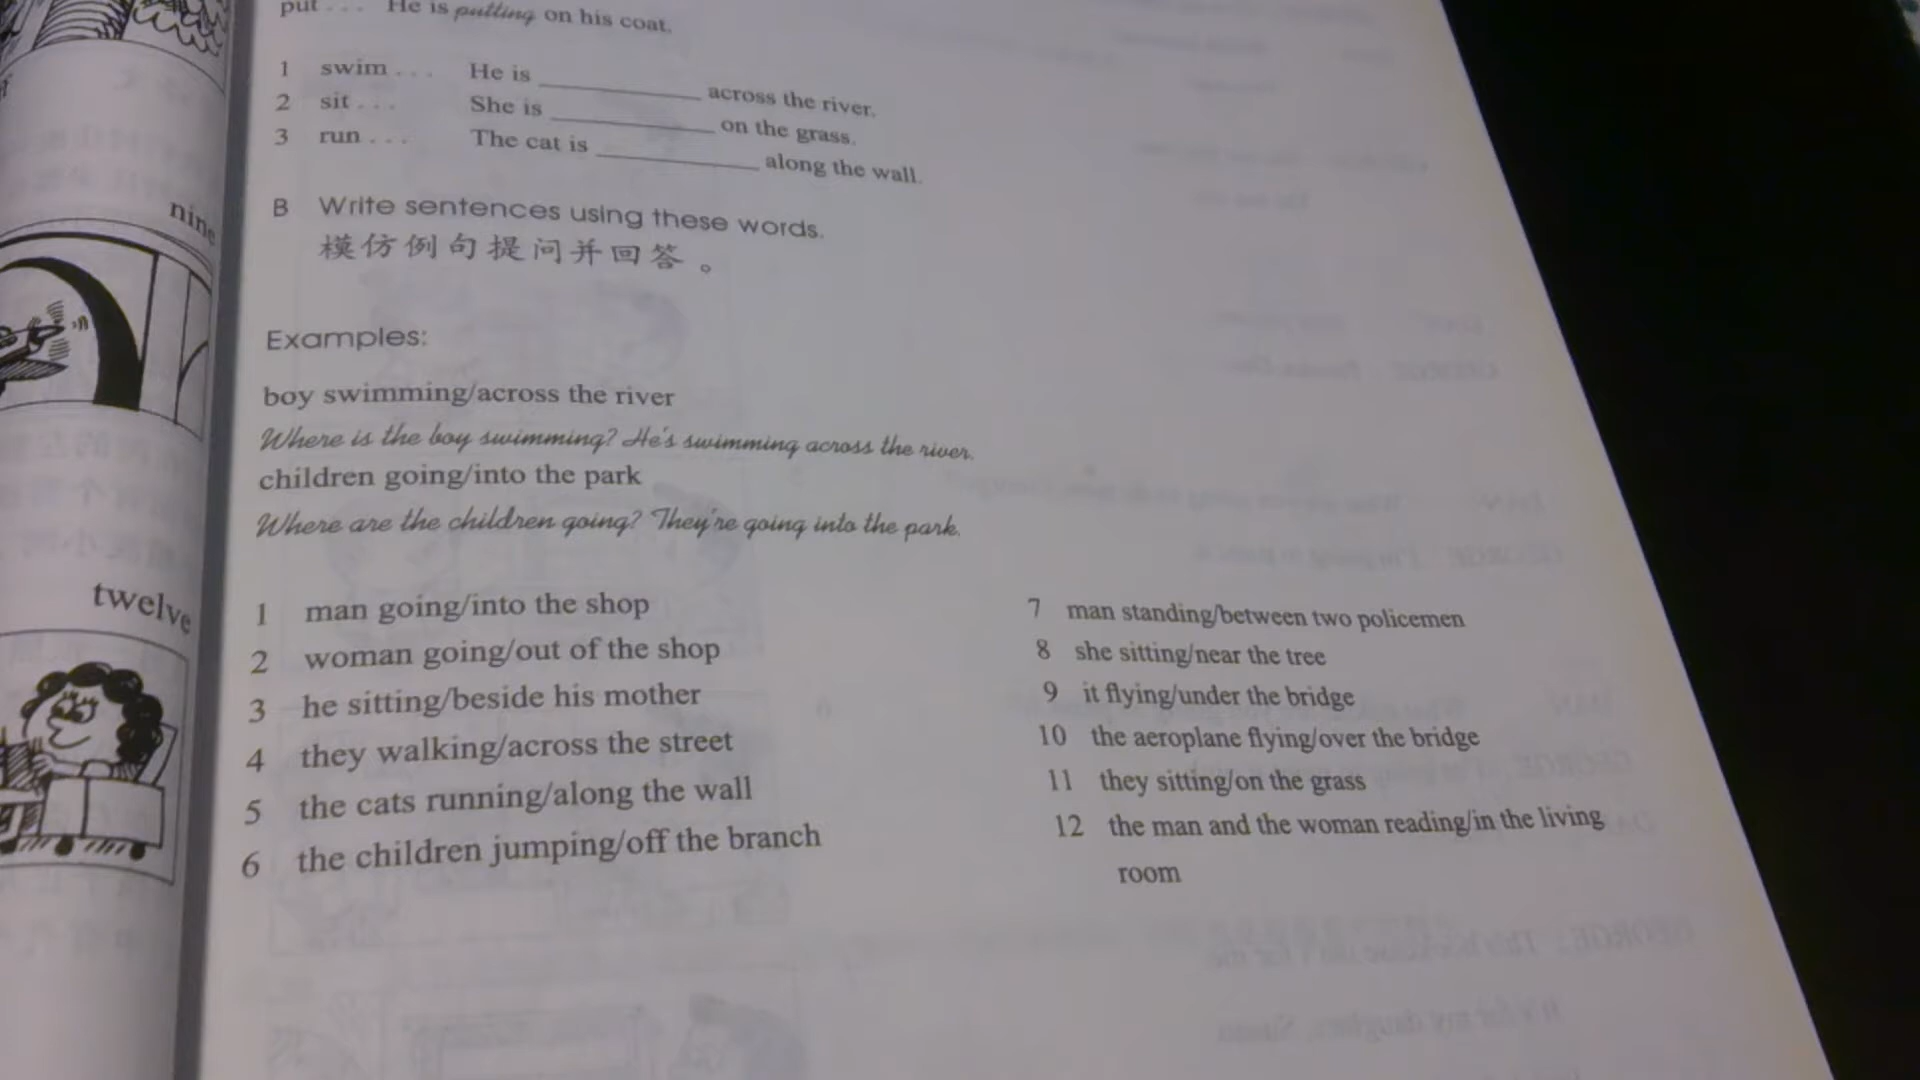 put . . . He is putting on his coat.
1 swim . . . He is ____________ across the river.
2 sit . . . She is ____________ on the grass.
3 run . . . The cat is ____________ along the wall.
B Write sentences using these words.
模仿例句提问并回答。
Examples:
boy swimming/across the river
Where is the boy swimming? He's swimming across the river.
children going/into the park
Where are the children going? They're going into the park.
1 man going/into the shop
2 woman going/out of the shop
3 he sitting/beside his mother
4 they walking/across the street
5 the cats running/along the wall
6 the children jumping/off the branch
7 man standing/between two policemen
8 she sitting/near the tree
9 it flying/under the bridge
10 the aeroplane flying/over the bridge
11 they sitting/on the grass
12 the man and the woman reading/in the living
room
nine
twelve